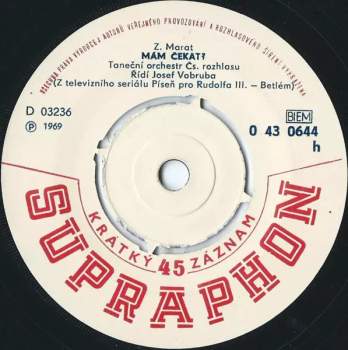 VŠECHNA PRÁVA VÝROBCE A AUTORŮ VEŘEJNÉHO PROVOZOVÁNÍ A ROZHLASOVÉHO ŠÍŘENÍ VYHRAZENA
Z. Marat
MÁM ČEKAT?
Taneční orchestr Čs. rozhlasu
Řídí Josef Vobruba
(Z televizního seriálu Píseň pro Rudolfa III. – Betlém)
D 03236
BIEM
Ⓟ 1969
0 43 0644
h
KRATKÝ 45 ZÁZNAM
SUPRAPHON